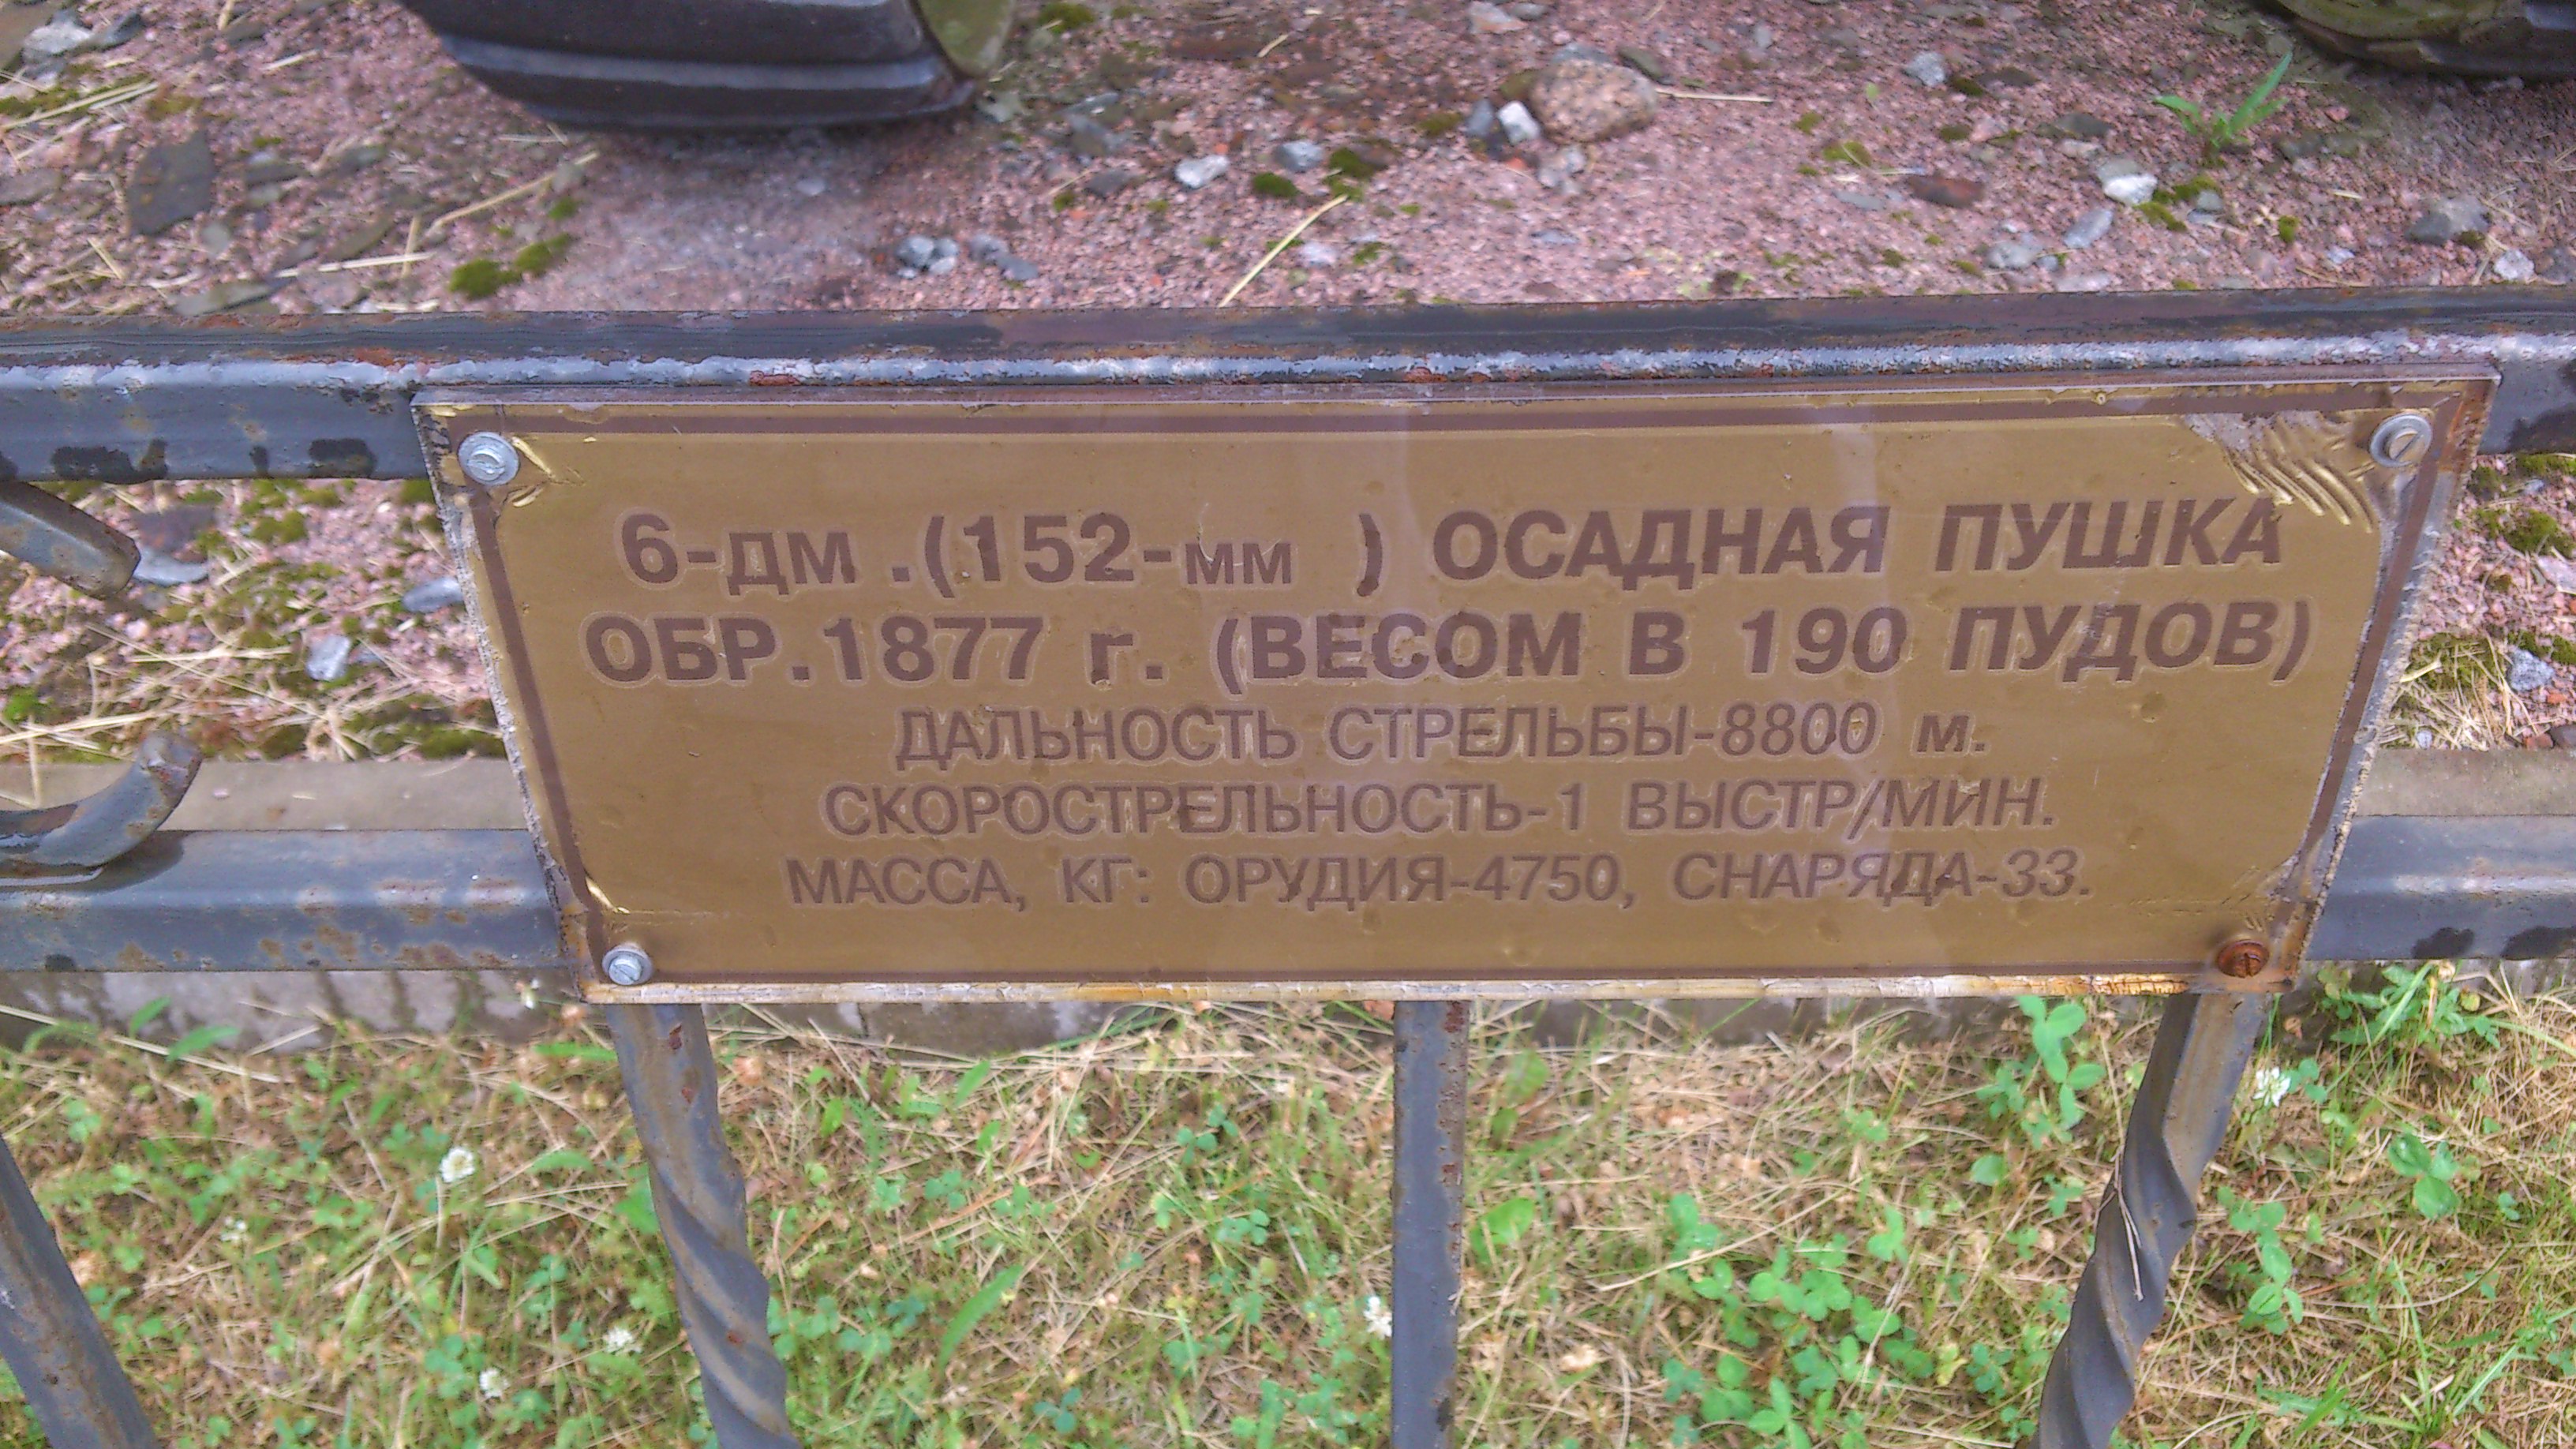 6-дм .(152-мм ) ОСАДНАЯ ПУШКА
ОБР.1877 г. (ВЕСОМ В 190 ПУДОВ)
ДАЛЬНОСТЬ СТРЕЛЬБЫ-8800 м.
СКОРОСТРЕЛЬНОСТЬ-1 ВЫСТР/МИН.
МАССА, КГ: ОРУДИЯ-4750, СНАРЯДА-33.